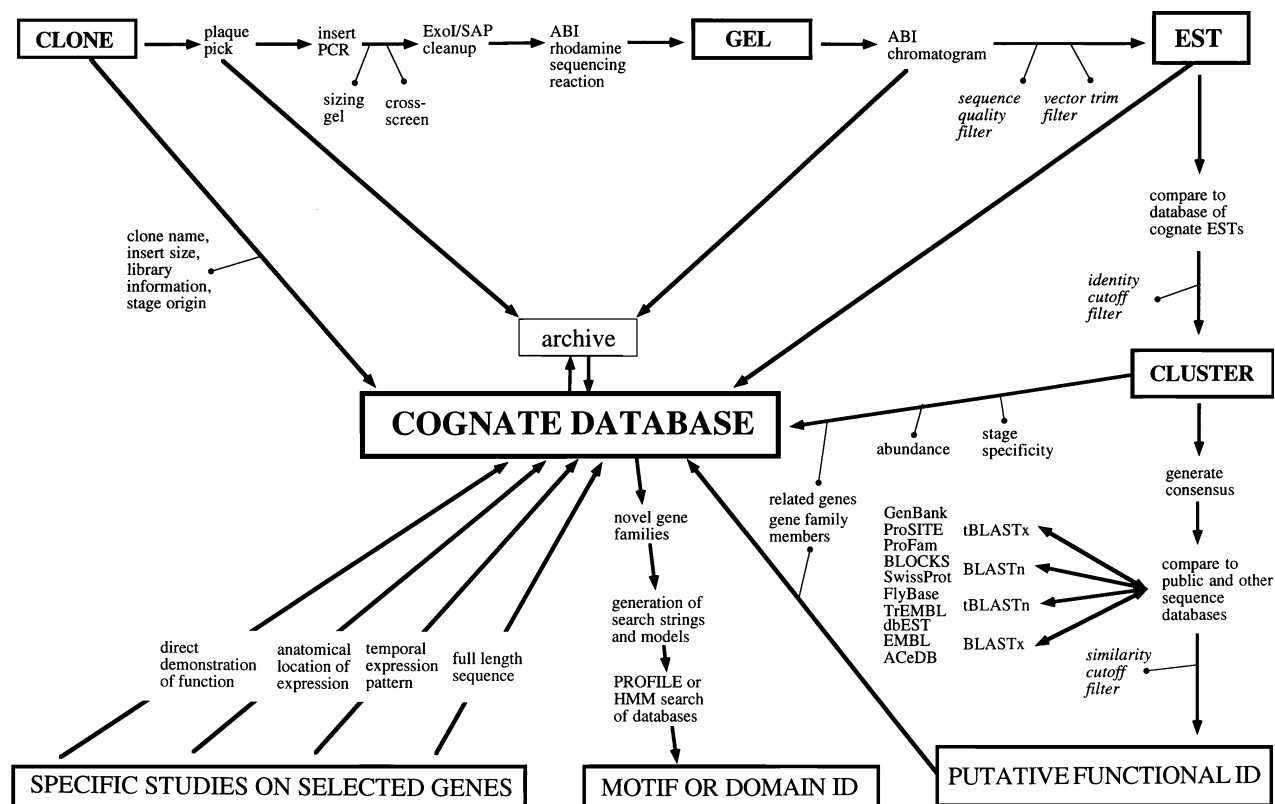 CLONE
plaque
pick
insert
PCR
ExoI/SAP
cleanup
ABI
rhodamine
sequencing
reaction
GEL
ABI
chromatogram
EST
sizing
gel
cross-
screen
sequence
quality
filter
vector trim
filter
compare to
database of
cognate ESTs
clone name,
insert size,
library
information,
stage origin
identity
cutoff
filter
archive
CLUSTER
COGNATE DATABASE
abundance
stage
specificity
generate
consensus
related genes
gene family
members
novel gene
families
GenBank
ProSITE
ProFam
BLOCKS
SwissProt
FlyBase
TrEMBL
dbEST
EMBL
ACeDB
tBLASTx
BLASTn
tBLASTn
BLASTx
compare to
public and other
sequence
databases
generation of
search strings
and models
direct
demonstration
of function
anatomical
location of
expression
temporal
expression
pattern
full length
sequence
PROFILE or
HMM search
of databases
similarity
cutoff
filter
SPECIFIC STUDIES ON SELECTED GENES
MOTIF OR DOMAIN ID
PUTATIVE FUNCTIONAL ID